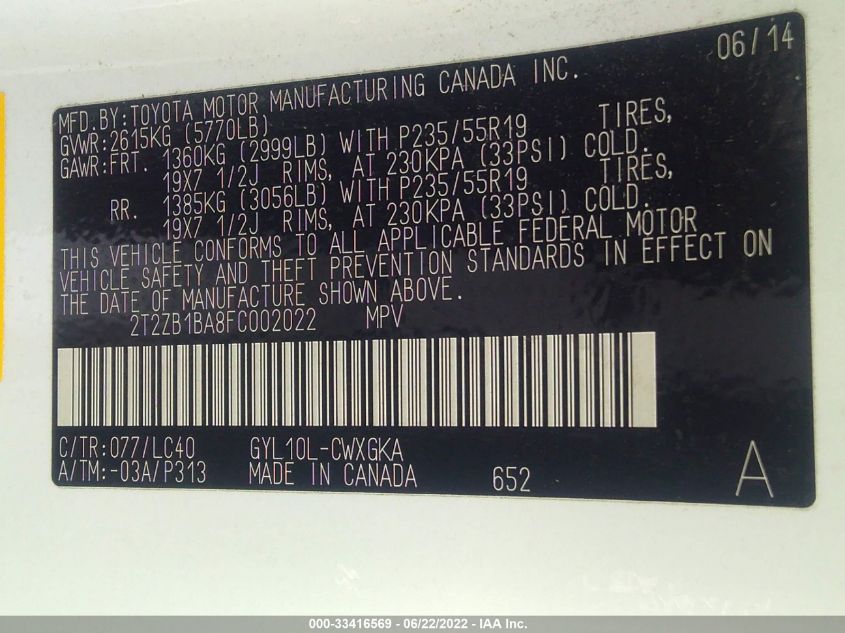 06/14
MFD.BY:TOYOTA MOTOR MANUFACTURING CANADA INC.
GVWR:2615KG (5770LB)
GAWR:FRT. 1360KG (2999LB) WITH P235/55R19 TIRES,
19X7 1/2J RIMS, AT 230KPA (33PSI) COLD.
RR. 1385KG (3056LB) WITH P235/55R19 TIRES,
19X7 1/2J RIMS, AT 230KPA (33PSI) COLD.
THIS VEHICLE CONFORMS TO ALL APPLICABLE FEDERAL MOTOR
VEHICLE SAFETY AND THEFT PREVENTION STANDARDS IN EFFECT ON
THE DATE OF MANUFACTURE SHOWN ABOVE.
2T2ZB1BA8FC002022 MPV
C/TR:077/LC40 GYL10L-CWXGKA
A/TM:-03A/P313 MADE IN CANADA 652 A
000-33416569 - 06/22/2022 - IAA Inc.